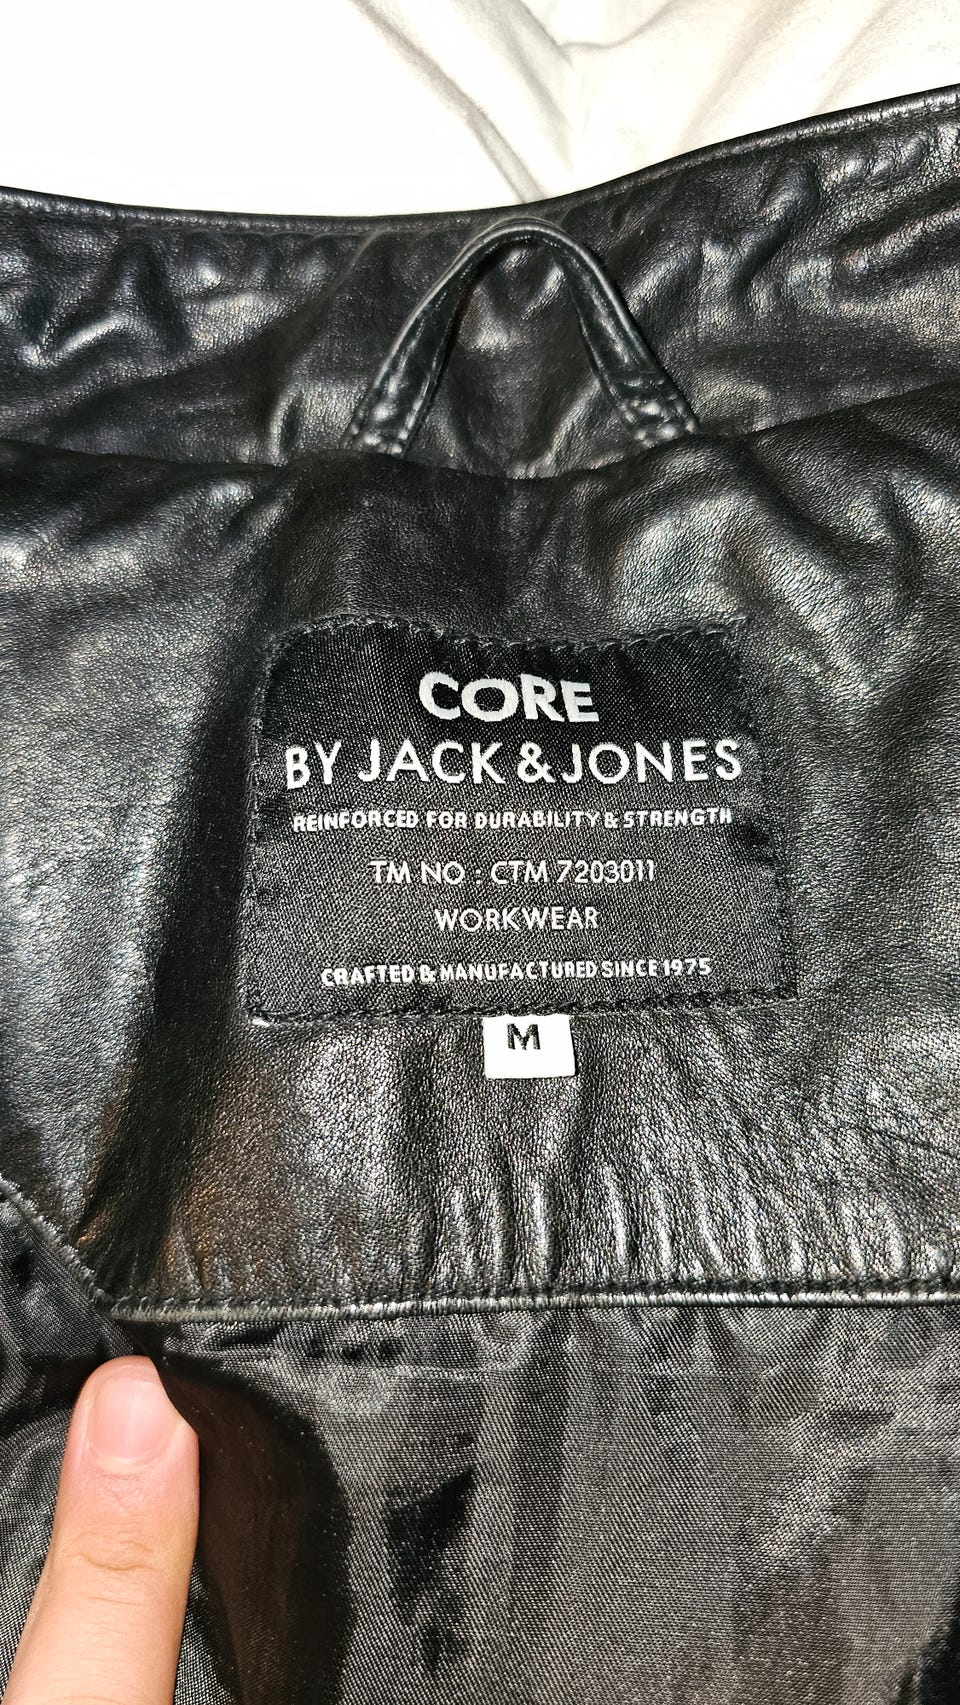 CORE
BY JACK & JONES
REINFORCED FOR DURABILITY & STRENGTH
TM NO : CTM 7203011
WORKWEAR
CRAFTED & MANUFACTURED SINCE 1975
M